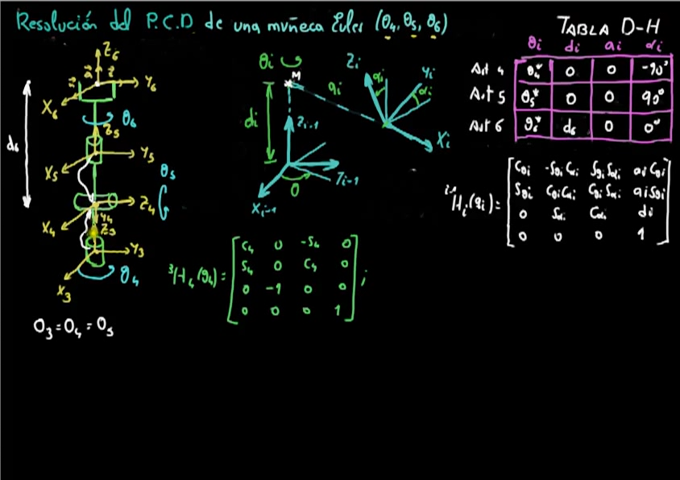 Resolución del P.C.D. de una muñeca Euler (θ4, θ5, θ6)
TABLA D-H
θi di ai αi
Art 4 θ4* 0 0 -90°
Art 5 θ5* 0 0 90°
Art 6 θ6* d6 0 0°
Z6
Y6
X6
θ6
d6
Z5
Y5
X5
θ5
Z4
X4
Y4
Z3
Y3
X3
θ4
O3=O4=O5
θi
M
ai
di
Zi-1
Yi-1
Xi-1
θ
Zi
αi
Yi
αi
Xi
i-1Hi(qi)=
Cθi -SθiCαi SθiSαi aiCθi
Sθi CθiCαi CθiSαi aiSθi
0 Sαi Cαi di
0 0 0 1
3H4(q4)=
C4 0 -S4 0
S4 0 C4 0
0 -1 0 0
0 0 0 1
;